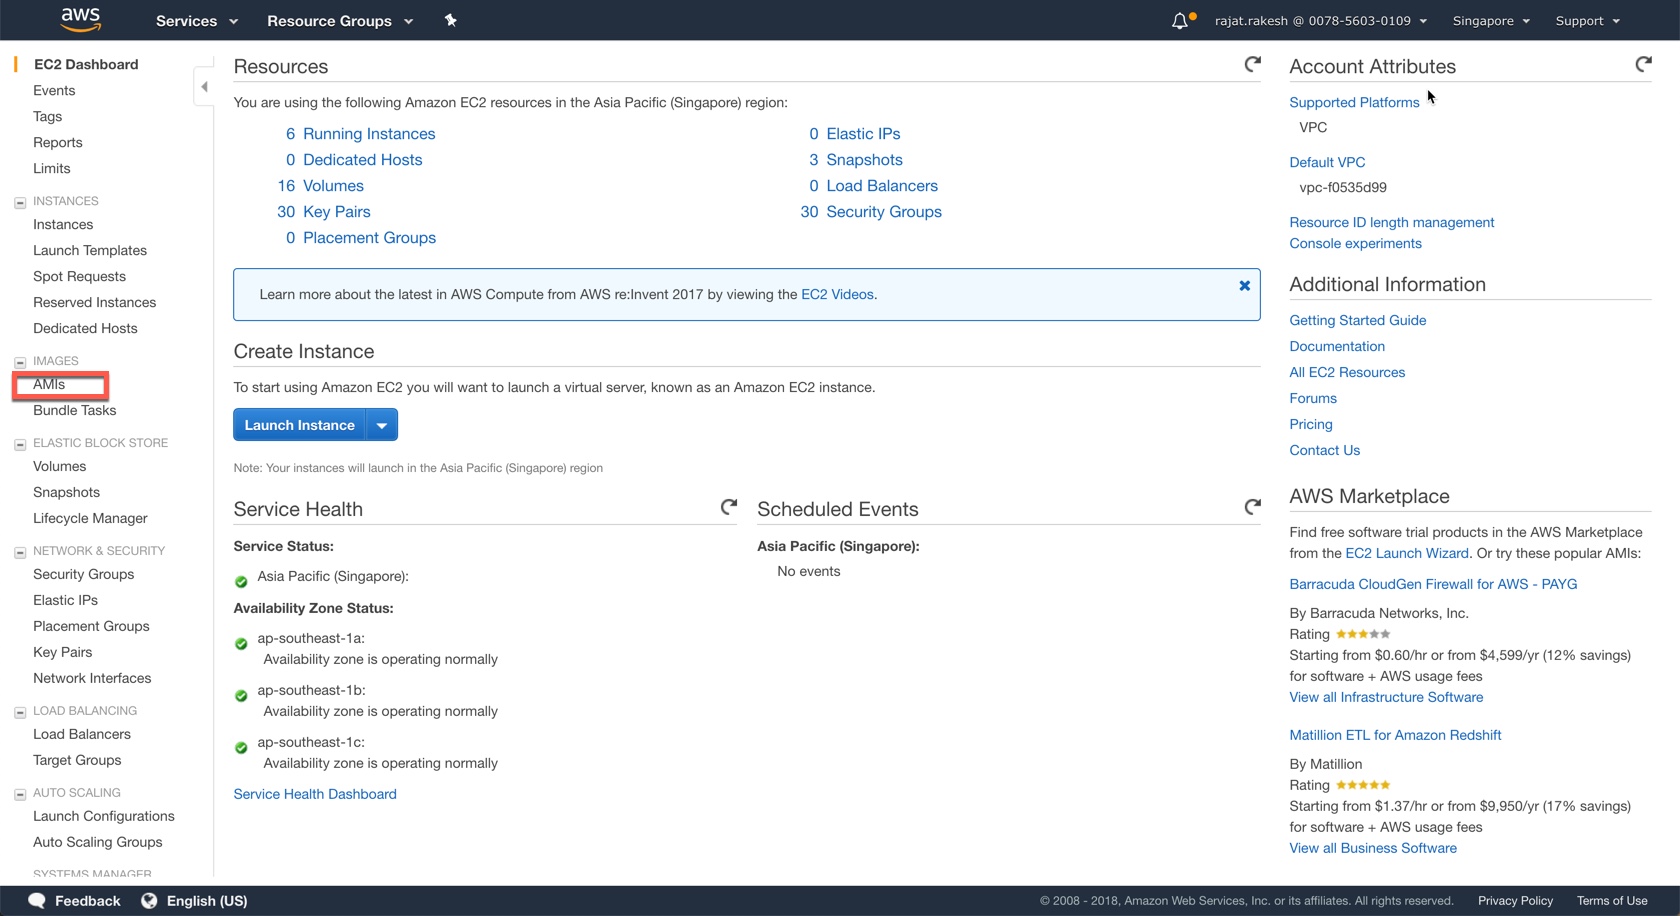 aws
Services
Resource Groups
rajat.rakesh @ 0078-5603-0109
Singapore
Support
EC2 Dashboard
Events
Tags
Reports
Limits
INSTANCES
Instances
Launch Templates
Spot Requests
Reserved Instances
Dedicated Hosts
IMAGES
AMIs
Bundle Tasks
ELASTIC BLOCK STORE
Volumes
Snapshots
Lifecycle Manager
NETWORK & SECURITY
Security Groups
Elastic IPs
Placement Groups
Key Pairs
Network Interfaces
LOAD BALANCING
Load Balancers
Target Groups
AUTO SCALING
Launch Configurations
Auto Scaling Groups
SYSTEMS MANAGER
Resources
You are using the following Amazon EC2 resources in the Asia Pacific (Singapore) region:
6 Running Instances
0 Dedicated Hosts
16 Volumes
30 Key Pairs
0 Placement Groups
0 Elastic IPs
3 Snapshots
0 Load Balancers
30 Security Groups
Learn more about the latest in AWS Compute from AWS re:Invent 2017 by viewing the EC2 Videos.
Create Instance
To start using Amazon EC2 you will want to launch a virtual server, known as an Amazon EC2 instance.
Launch Instance
Note: Your instances will launch in the Asia Pacific (Singapore) region
Service Health
Service Status:
Asia Pacific (Singapore):
Availability Zone Status:
ap-southeast-1a:
Availability zone is operating normally
ap-southeast-1b:
Availability zone is operating normally
ap-southeast-1c:
Availability zone is operating normally
Service Health Dashboard
Scheduled Events
Asia Pacific (Singapore):
No events
Account Attributes
Supported Platforms
VPC
Default VPC
vpc-f0535d99
Resource ID length management
Console experiments
Additional Information
Getting Started Guide
Documentation
All EC2 Resources
Forums
Pricing
Contact Us
AWS Marketplace
Find free software trial products in the AWS Marketplace
from the EC2 Launch Wizard. Or try these popular AMIs:
Barracuda CloudGen Firewall for AWS - PAYG
By Barracuda Networks, Inc.
Rating
Starting from $0.60/hr or from $4,599/yr (12% savings)
for software + AWS usage fees
View all Infrastructure Software
Matillion ETL for Amazon Redshift
By Matillion
Rating
Starting from $1.37/hr or from $9,950/yr (17% savings)
for software + AWS usage fees
View all Business Software
Feedback
English (US)
© 2008 - 2018, Amazon Web Services, Inc. or its affiliates. All rights reserved.
Privacy Policy
Terms of Use